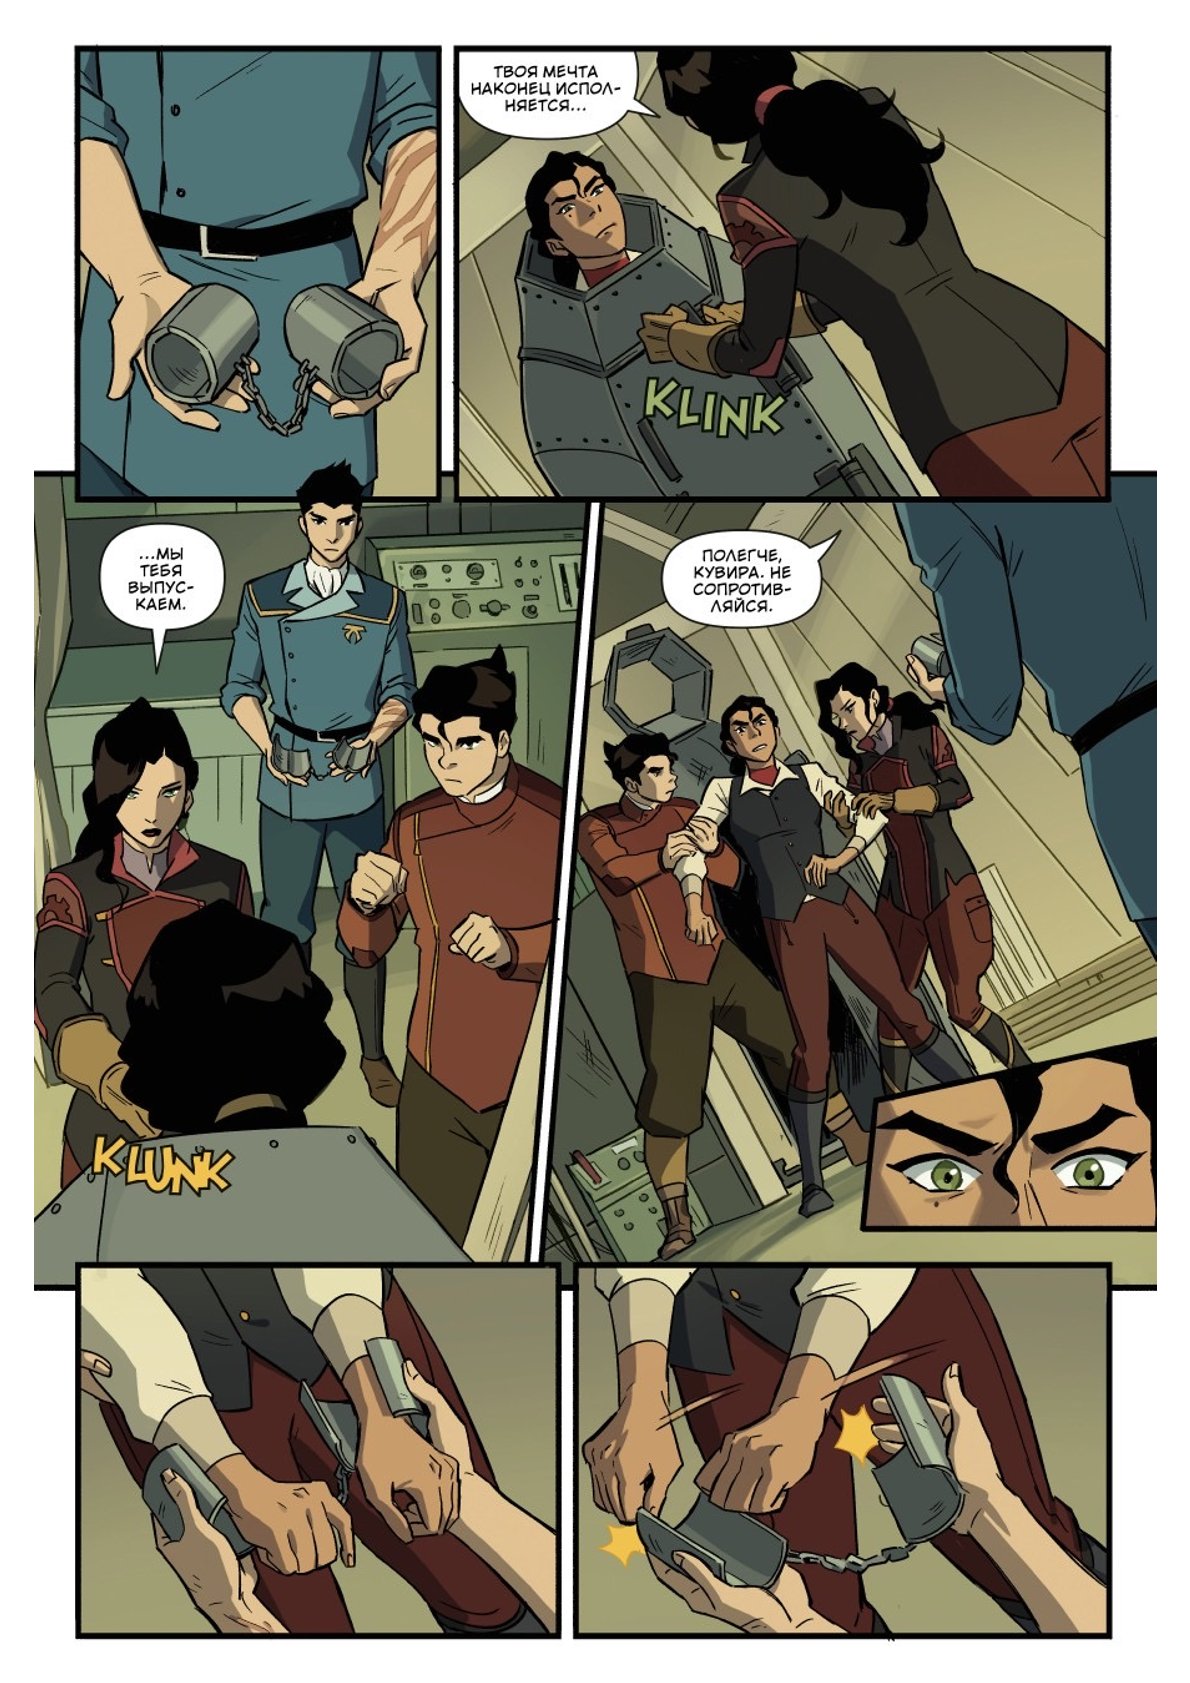 ТВОЯ МЕЧТА
НАКОНЕЦ ИСПОЛ-
НЯЕТСЯ...
KLINK
...МЫ
ТЕБЯ
ВЫПУС-
КАЕМ.
KLUNK
ПОЛЕГЧЕ,
КУВИРА. НЕ
СОПРОТИВ-
ЛЯЙСЯ.